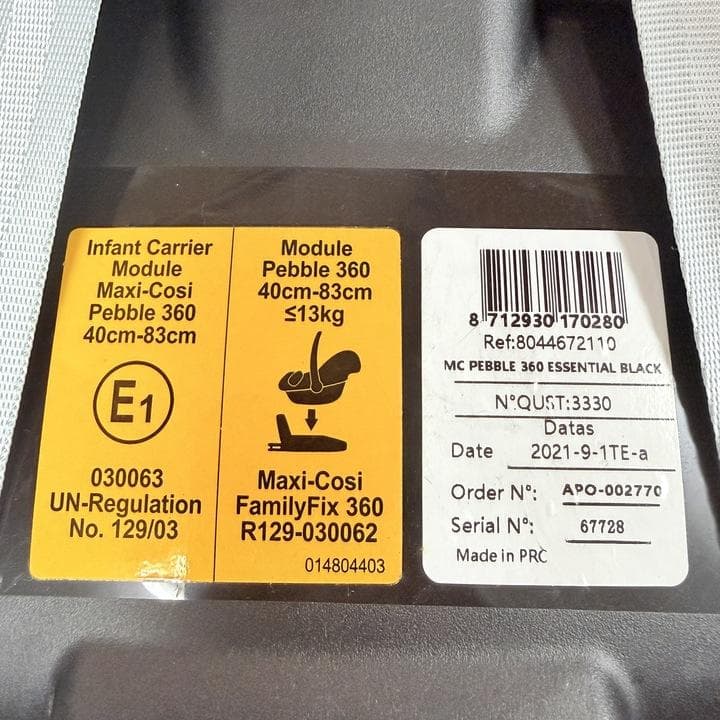 Infant Carrier
Module
Maxi-Cosi
Pebble 360
40cm-83cm
E1
030063
UN-Regulation
No. 129/03
Module
Pebble 360
40cm-83cm
≤13kg
Maxi-Cosi
FamilyFix 360
R129-030062
014804403
8 712930 170280
Ref:8044672110
MC PEBBLE 360 ESSENTIAL BLACK
N°QUST:3330
Datas
Date 2021-9-1TE-a
Order N°: APO-002770
Serial N°: 67728
Made in PRC